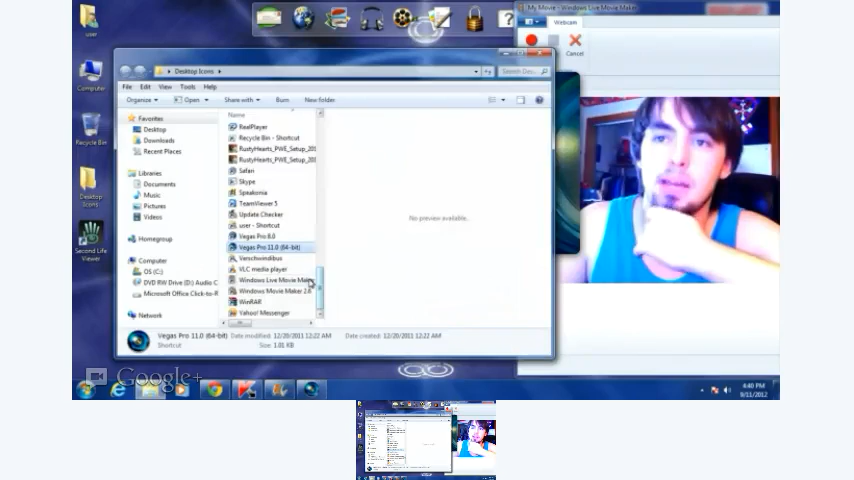 user
Computer
Recycle Bin
Desktop Icons
Second Life Viewer
Desktop Icons
File Edit View Tools Help
Organize Open Share with Burn New folder
Favorites
Desktop
Downloads
Recent Places
Libraries
Documents
Music
Pictures
Videos
Homegroup
Computer
OS (C:)
DVD RW Drive (D:) Audio C
Microsoft Office Click-to-R
Network
Name
RealPlayer
Recycle Bin - Shortcut
RustyHearts_PWE_Setup_201
RustyHearts_PWE_Setup_201
Safari
Skype
Speakonia
TeamViewer 5
Update Checker
user - Shortcut
Vegas Pro 8.0
Vegas Pro 11.0 (64-bit)
Verschwindibus
VLC media player
Windows Live Movie Make
Windows Movie Maker 2.6
WinRAR
Yahoo! Messenger
No preview available.
Vegas Pro 11.0 (64-bit) Date modified: 12/20/2011 12:22 AM Date created: 12/20/2011 12:22 AM
Shortcut Size: 1.01 KB
My Movie - Windows Live Movie Maker
Webcam
Cancel
Google+
4:40 PM
9/11/2012